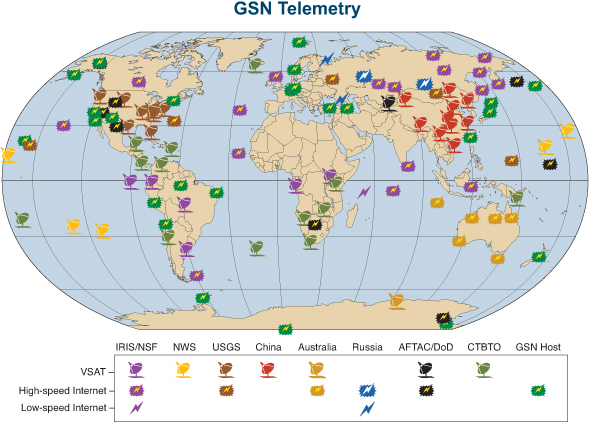 GSN Telemetry
IRIS/NSF NWS USGS China Australia Russia AFTAC/DoD CTBTO GSN Host
VSAT
High-speed Internet
Low-speed Internet